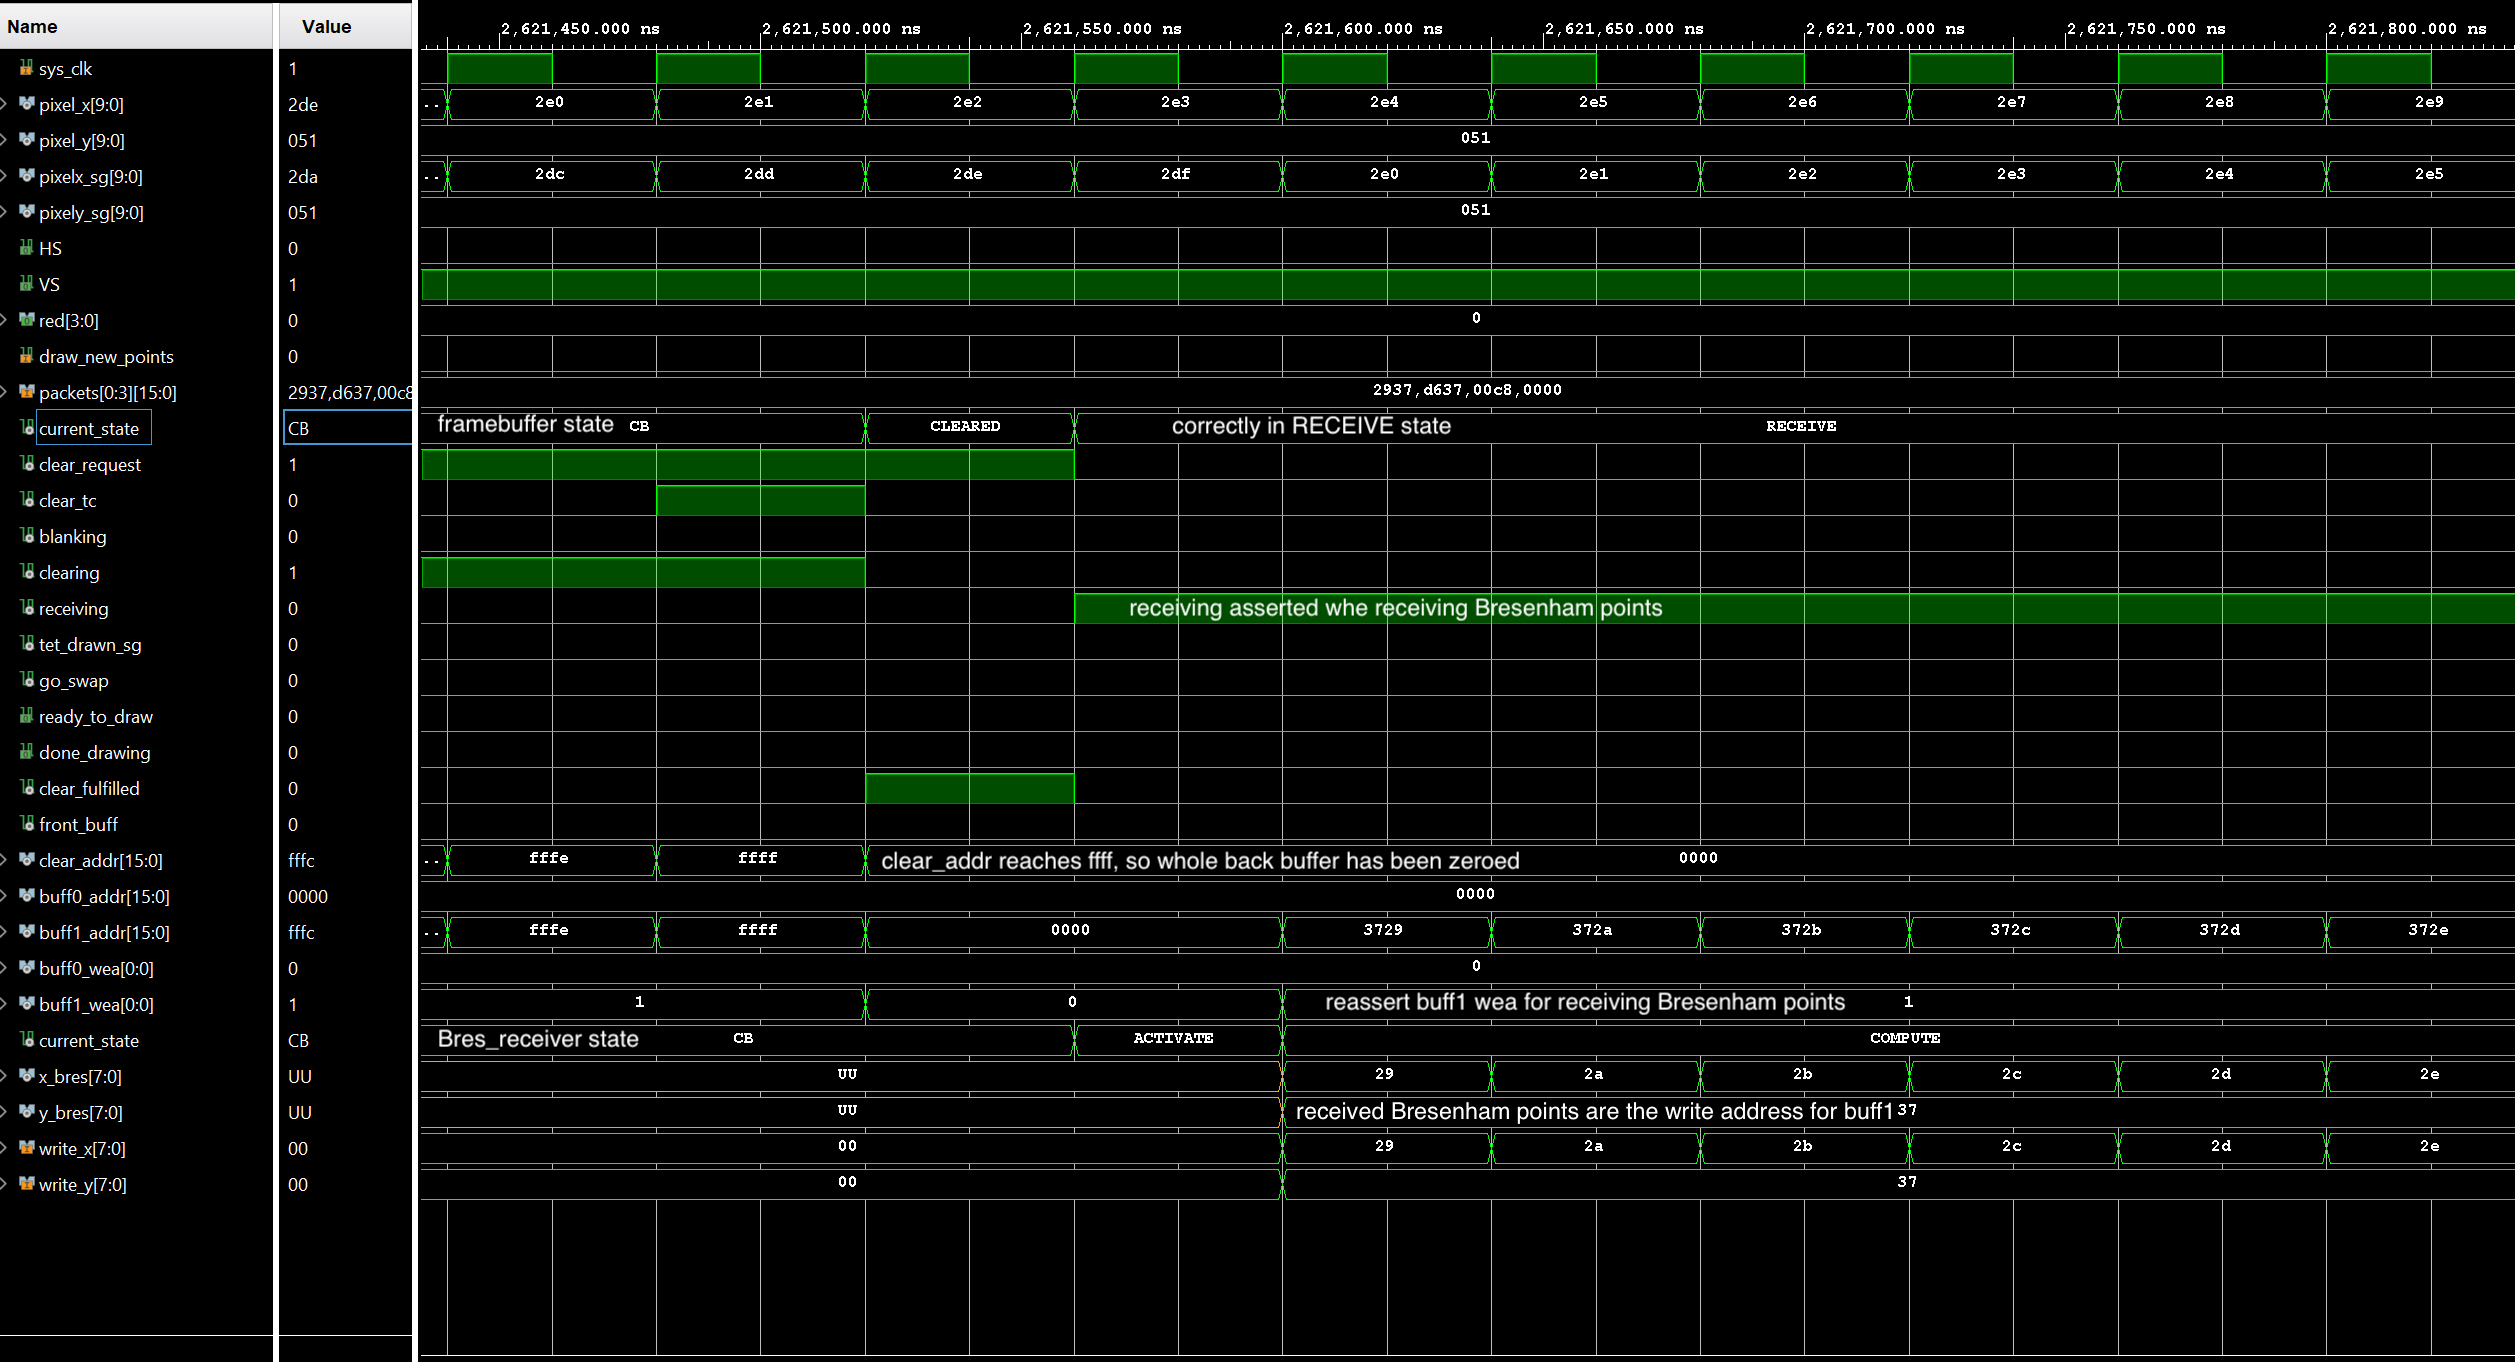 Name Value 2,621,450.000 ns 2,621,500.000 ns 2,621,550.000 ns 2,621,600.000 ns 2,621,650.000 ns 2,621,700.000 ns 2,621,750.000 ns 2,621,800.000 ns
sys_clk 1
pixel_x[9:0] 2de .. 2e0 2e1 2e2 2e3 2e4 2e5 2e6 2e7 2e8 2e9
pixel_y[9:0] 051 051
pixelx_sg[9:0] 2da .. 2dc 2dd 2de 2df 2e0 2e1 2e2 2e3 2e4 2e5
pixely_sg[9:0] 051 051
HS 0
VS 1
red[3:0] 0 0
draw_new_points 0
packets[0:3][15:0] 2937,d637,00c8 2937,d637,00c8,0000
current_state CB framebuffer state CB CLEARED correctly in RECEIVE state RECEIVE
clear_request 1
clear_tc 0
blanking 0
clearing 1
receiving 0 receiving asserted whe receiving Bresenham points
tet_drawn_sg 0
go_swap 0
ready_to_draw 0
done_drawing 0
clear_fulfilled 0
front_buff 0
clear_addr[15:0] fffc .. fffe ffff clear_addr reaches ffff, so whole back buffer has been zeroed 0000
buff0_addr[15:0] 0000 0000
buff1_addr[15:0] fffc .. fffe ffff 0000 3729 372a 372b 372c 372d 372e
buff0_wea[0:0] 0 0
buff1_wea[0:0] 1 1 0 reassert buff1 wea for receiving Bresenham points 1
current_state CB Bres_receiver state CB ACTIVATE COMPUTE
x_bres[7:0] UU UU 29 2a 2b 2c 2d 2e
y_bres[7:0] UU UU received Bresenham points are the write address for buff1 37
write_x[7:0] 00 00 29 2a 2b 2c 2d 2e
write_y[7:0] 00 00 37